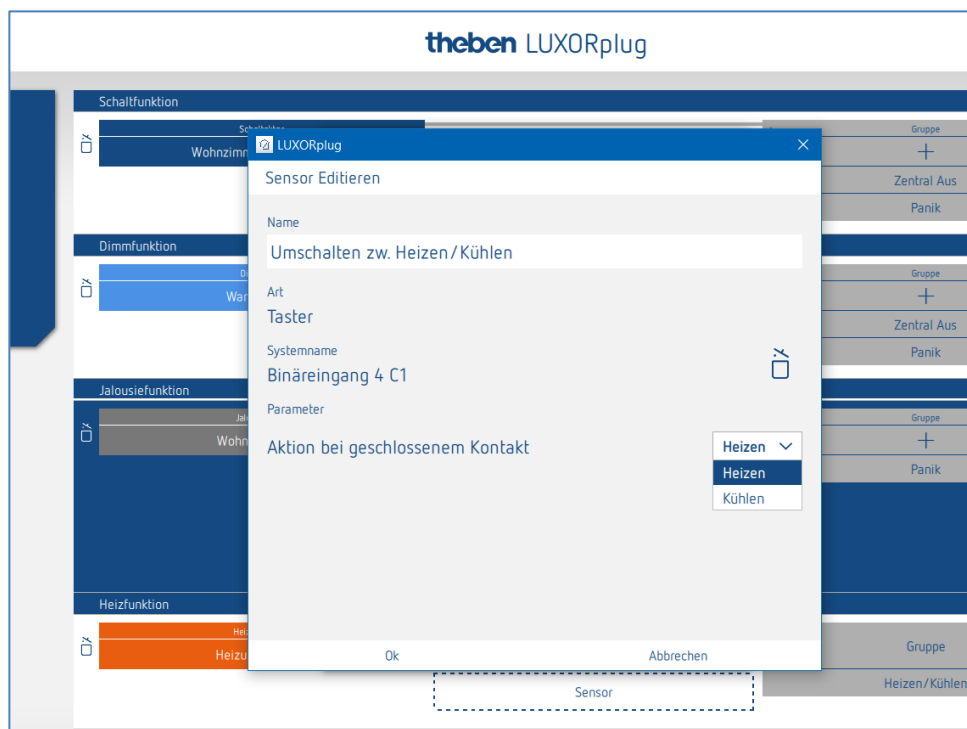 theben LUXORplug
Schaltfunktion
Gruppe
Zentral Aus
Panik
LUXORplug
Sensor Editieren
Name
Umschalten zw. Heizen/Kühlen
Art
Taster
Systemname
Binäreingang 4 C1
Parameter
Aktion bei geschlossenem Kontakt
Heizen
Heizen
Kühlen
Ok
Abbrechen
Dimmfunktion
Gruppe
Zentral Aus
Panik
Jalousiefunktion
Gruppe
Panik
Heizfunktion
Gruppe
Heizen/Kühlen
Sensor